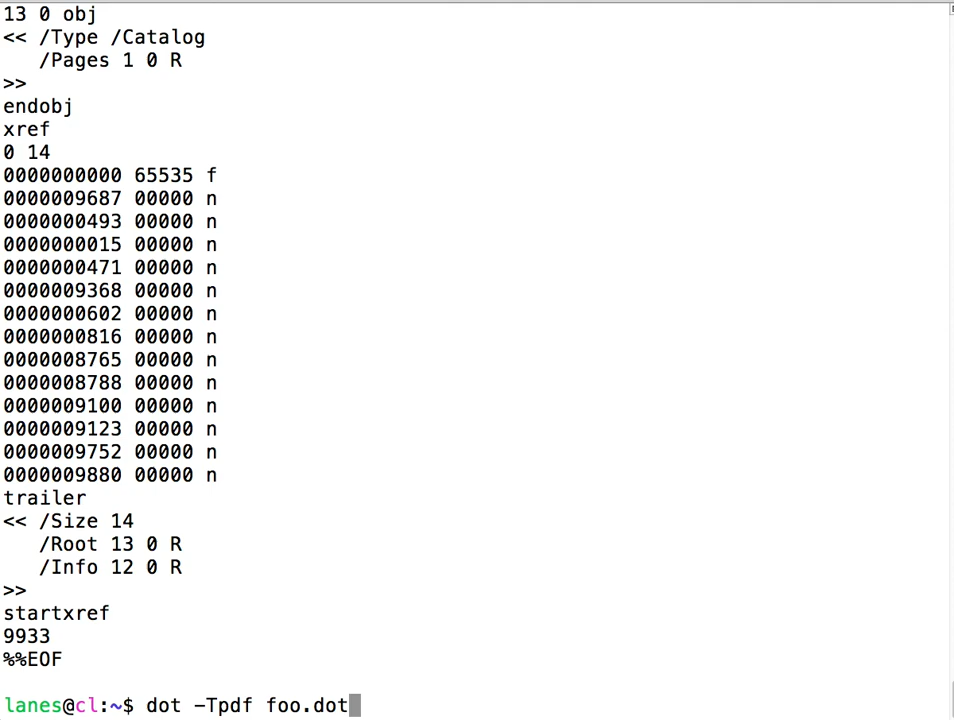 13 0 obj
<< /Type /Catalog
   /Pages 1 0 R
>>
endobj
xref
0 14
0000000000 65535 f
0000009687 00000 n
0000000493 00000 n
0000000015 00000 n
0000000471 00000 n
0000009368 00000 n
0000000602 00000 n
0000000816 00000 n
0000008765 00000 n
0000008788 00000 n
0000009100 00000 n
0000009123 00000 n
0000009752 00000 n
0000009880 00000 n
trailer
<< /Size 14
   /Root 13 0 R
   /Info 12 0 R
>>
startxref
9933
%%EOF
lanes@cl:~$ dot -Tpdf foo.dot